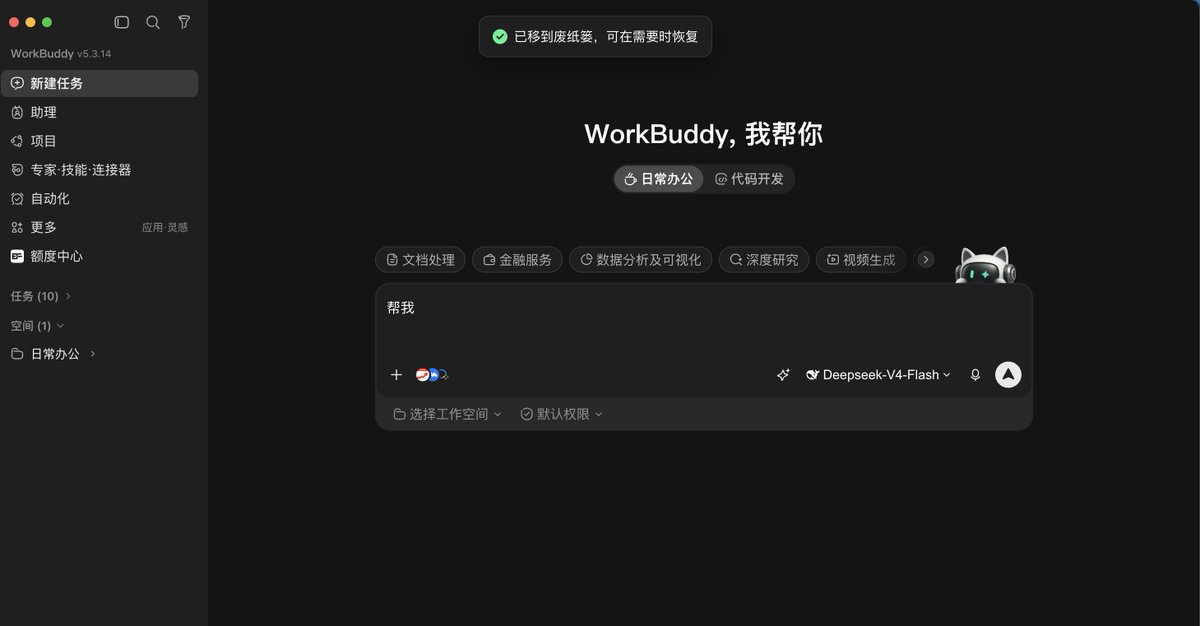 WorkBuddy v5.3.14
新建任务
助理
项目
专家·技能·连接器
自动化
更多 应用·灵感
额度中心
任务 (10)
空间 (1)
日常办公
已移到废纸篓，可在需要时恢复
WorkBuddy, 我帮你
日常办公 代码开发
文档处理 金融服务 数据分析及可视化 深度研究 视频生成
帮我
Deepseek-V4-Flash
选择工作空间 默认权限